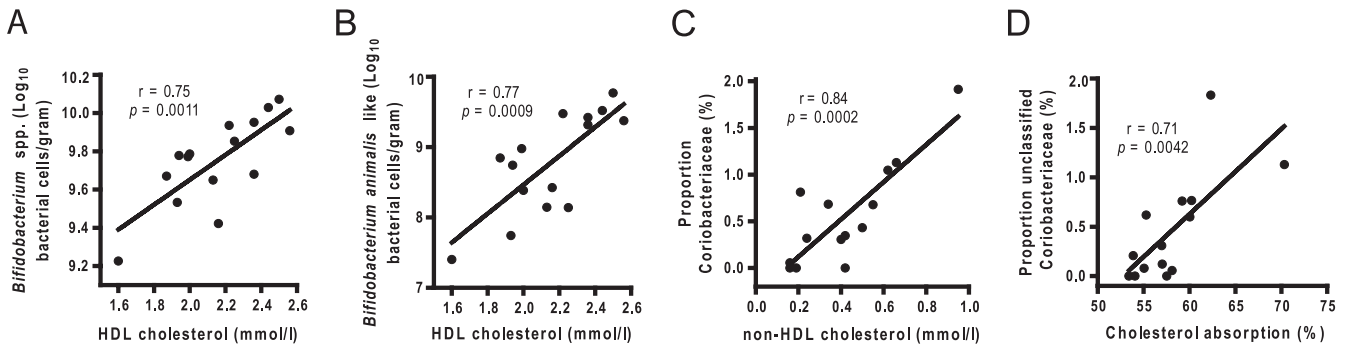 A
Bifidobacterium spp. (Log10
bacterial cells/gram)
10.2
10.0
9.8
9.6
9.4
9.2
r = 0.75
p = 0.0011
1.6 1.8 2.0 2.2 2.4 2.6
HDL cholesterol (mmol/l)
B
Bifidobacterium animalis like (Log10
bacterial cells/gram)
10
9
8
7
r = 0.77
p = 0.0009
1.6 1.8 2.0 2.2 2.4 2.6
HDL cholesterol (mmol/l)
C
Proportion
Coriobacteriaceae (%)
2.0
1.5
1.0
0.5
0.0
r = 0.84
p = 0.0002
0.0 0.2 0.4 0.6 0.8 1.0
non-HDL cholesterol (mmol/l)
D
Proportion unclassified
Coriobacteriaceae (%)
2.0
1.5
1.0
0.5
0.0
r = 0.71
p = 0.0042
50 55 60 65 70 75
Cholesterol absorption (%)